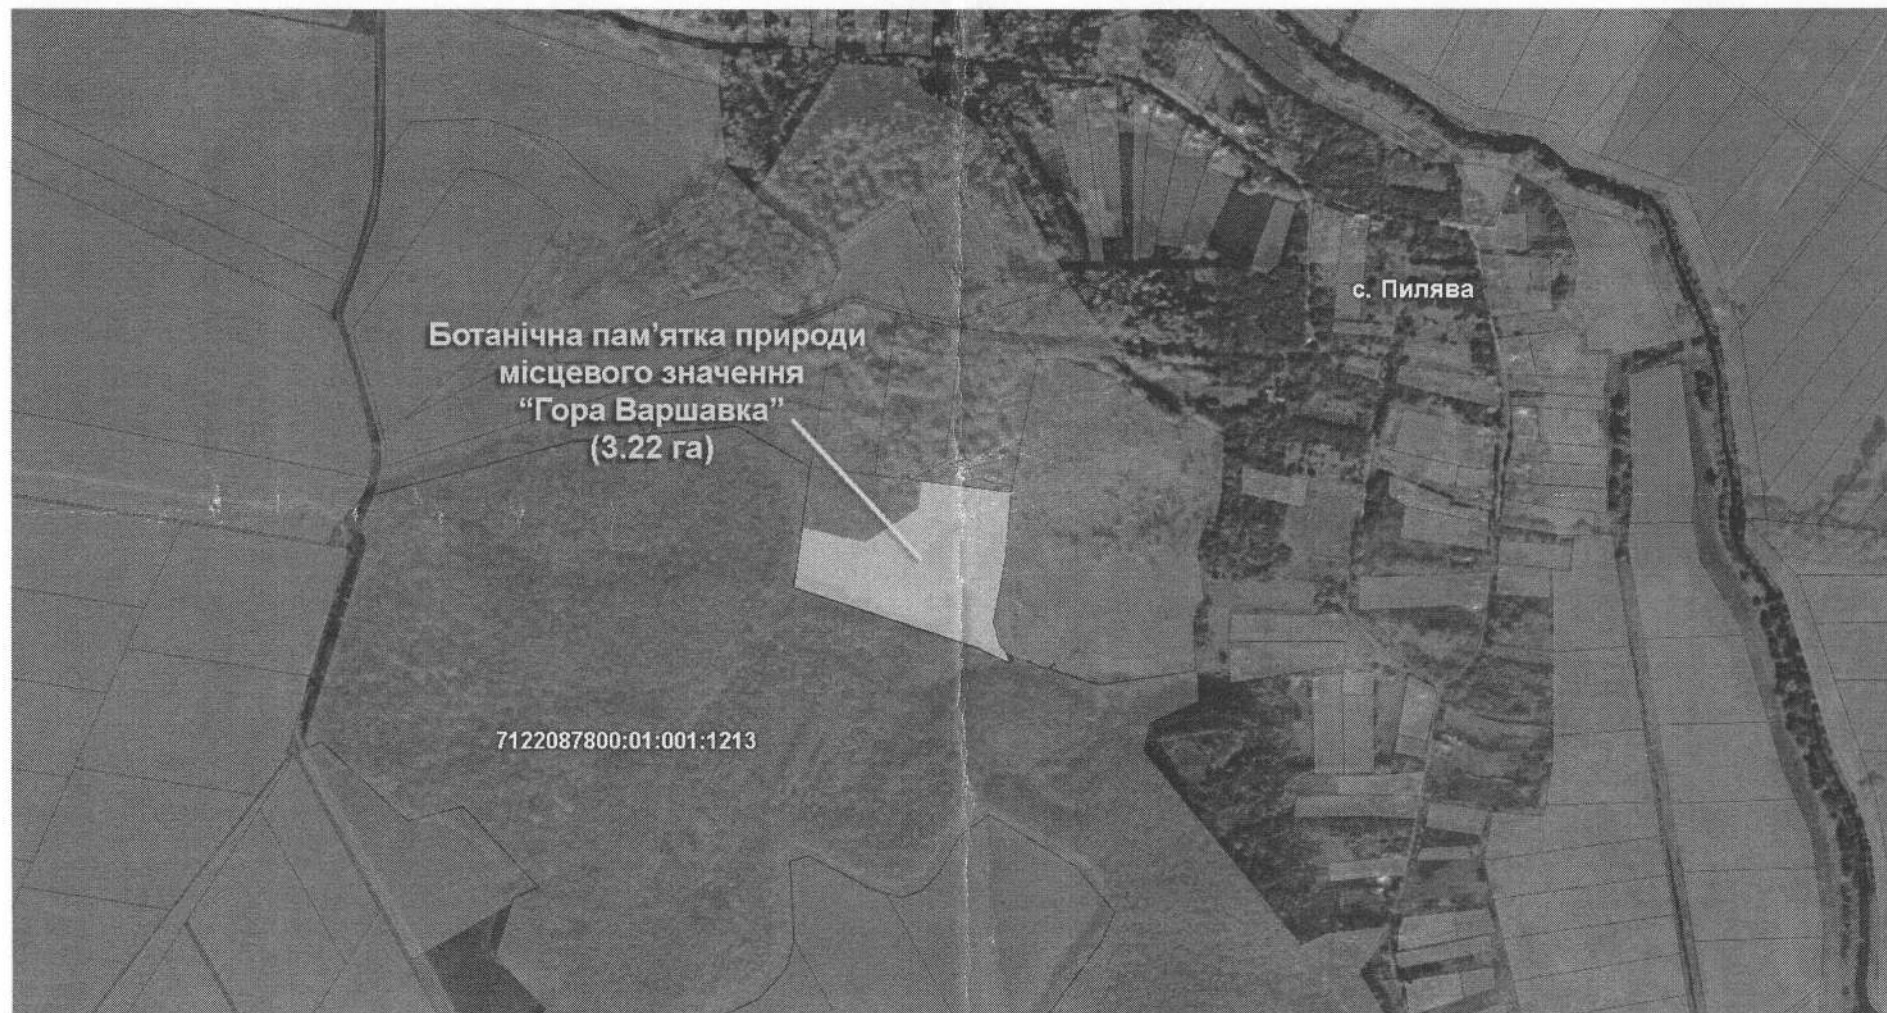 с. Пилява
Ботанічна пам’ятка природи
місцевого значення
“Гора Варшавка”
(3.22 га)
7122087800:01:001:1213